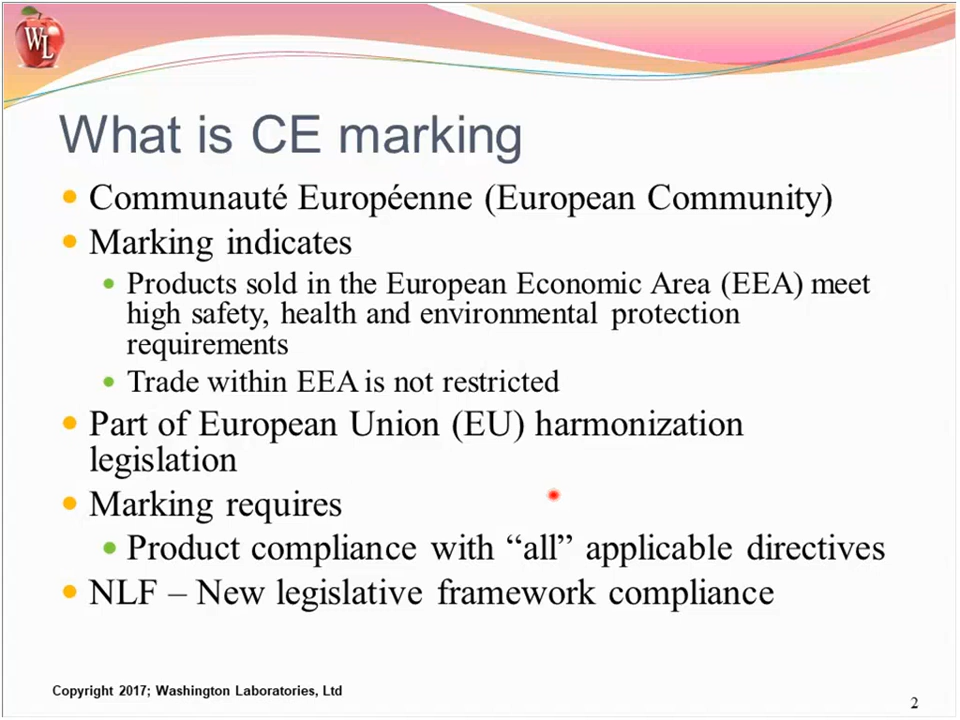 WL
What is CE marking
Communauté Européenne (European Community)
Marking indicates
Products sold in the European Economic Area (EEA) meet
high safety, health and environmental protection
requirements
Trade within EEA is not restricted
Part of European Union (EU) harmonization
legislation
Marking requires
Product compliance with “all” applicable directives
NLF – New legislative framework compliance
Copyright 2017; Washington Laboratories, Ltd
2